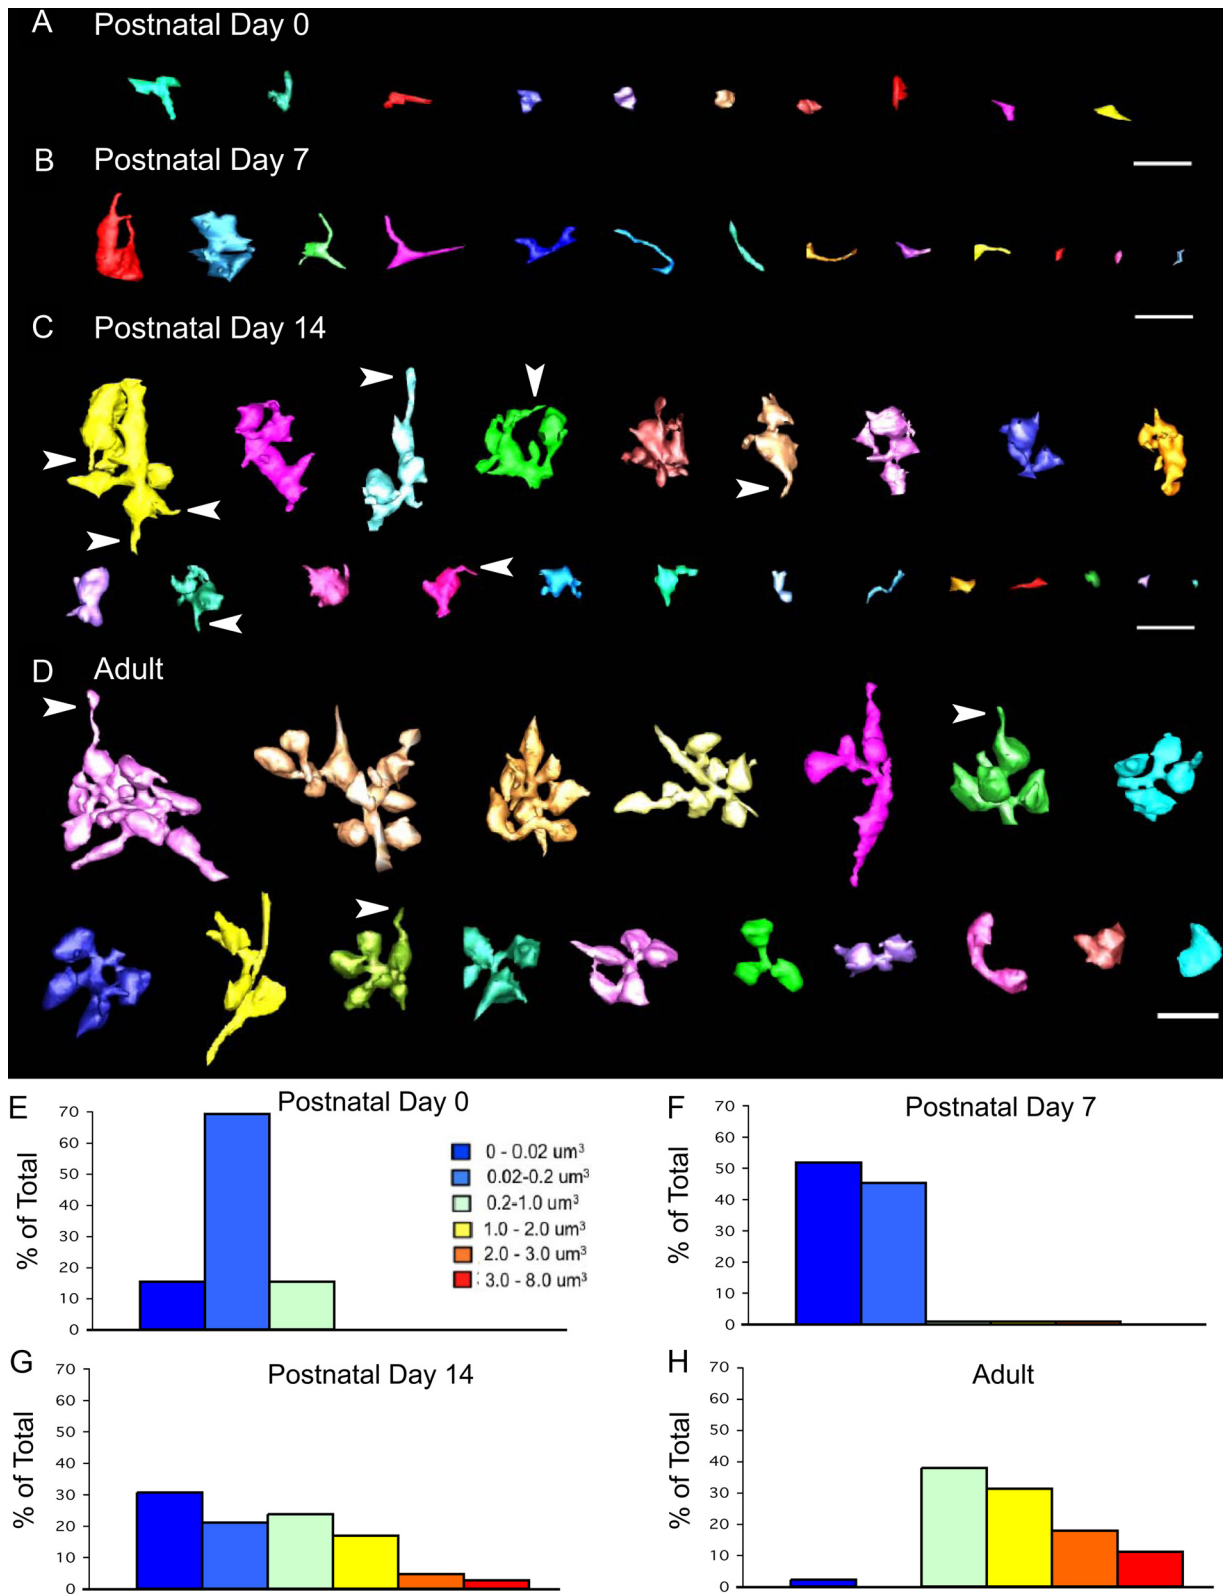 A Postnatal Day 0
B Postnatal Day 7
C Postnatal Day 14
D Adult
E Postnatal Day 0
% of Total
70
60
50
40
30
20
10
0
0 - 0.02 um³
0.02-0.2 um³
0.2-1.0 um³
1.0 - 2.0 um³
2.0 - 3.0 um³
3.0 - 8.0 um³
F Postnatal Day 7
% of Total
70
60
50
40
30
20
10
0
G Postnatal Day 14
% of Total
70
60
50
40
30
20
10
0
H Adult
% of Total
70
60
50
40
30
20
10
0